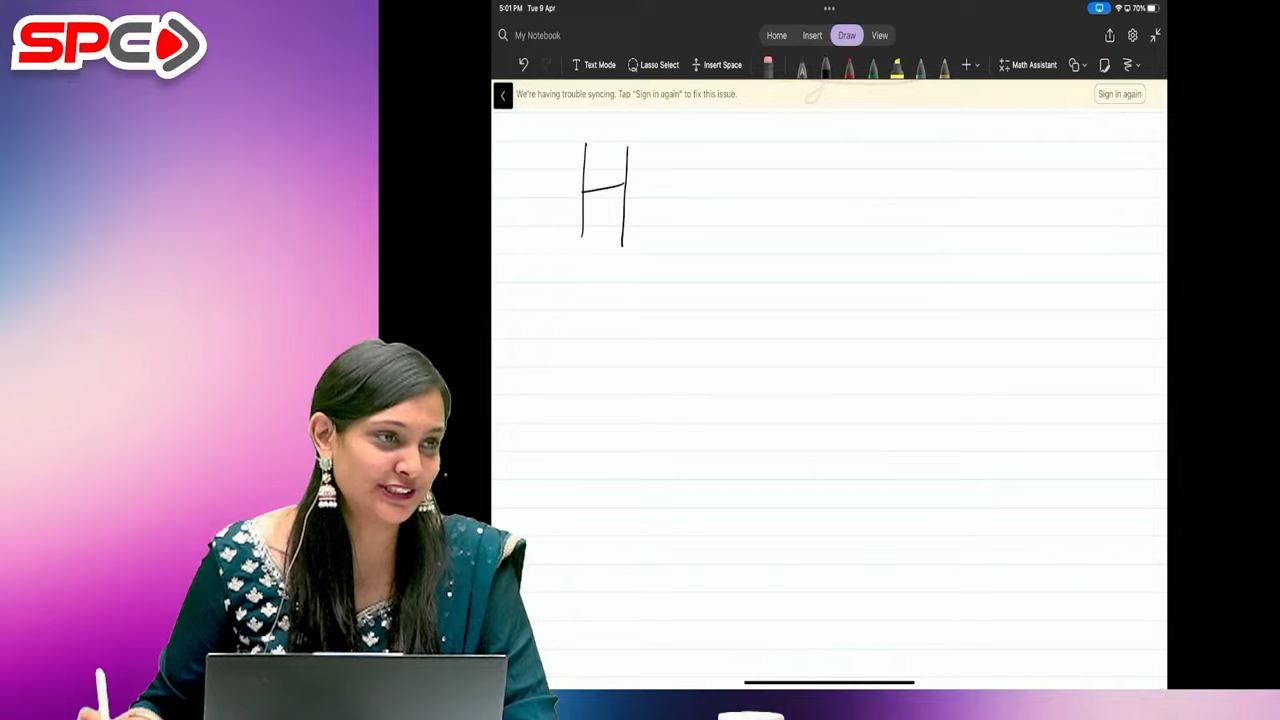 SPC
5:01 PM Tue 9 Apr
70%
My Notebook
Home Insert Draw View
Text Mode Lasso Select Insert Space Math Assistant
We're having trouble syncing. Tap "Sign in again" to fix this issue. Sign in again
H